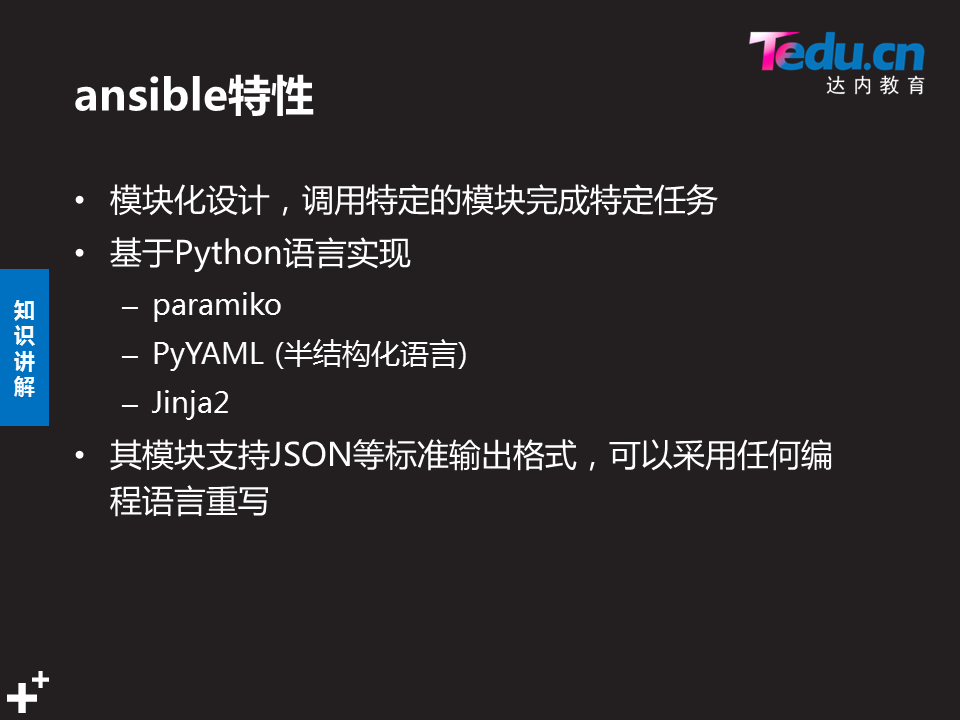 Tedu.cn
达内教育
ansible特性
• 模块化设计，调用特定的模块完成特定任务
• 基于Python语言实现
– paramiko
– PyYAML (半结构化语言)
– Jinja2
• 其模块支持JSON等标准输出格式，可以采用任何编
程语言重写
知
识
讲
解